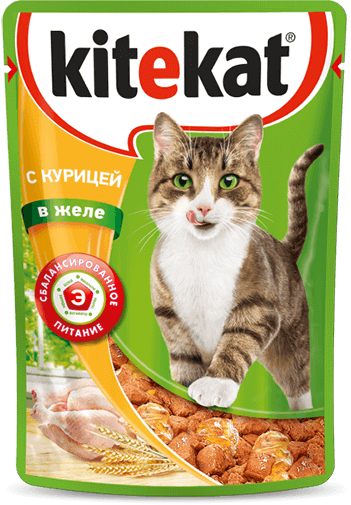 kitekat®
С КУРИЦЕЙ
в желе
СБАЛАНСИРОВАННОЕ
Э
ПИТАНИЕ